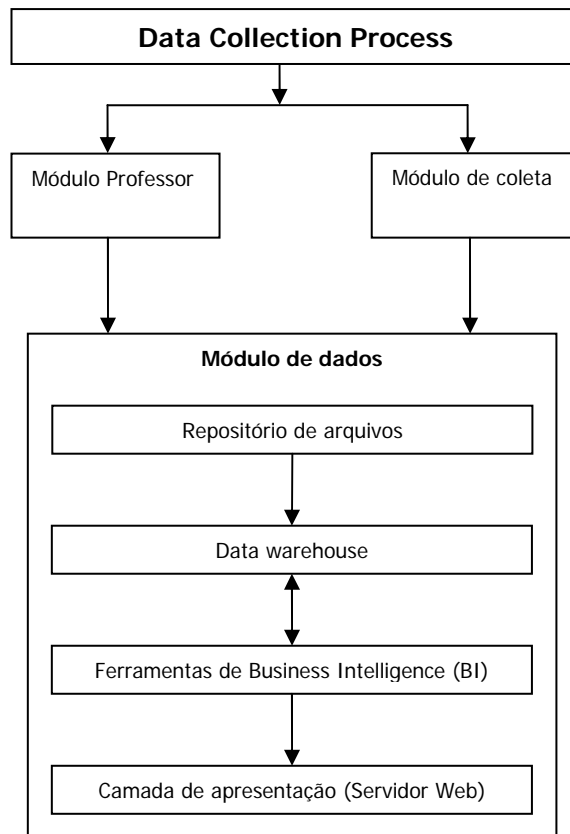 Data Collection Process
Módulo Professor
Módulo de coleta
Módulo de dados
Repositório de arquivos
Data warehouse
Ferramentas de Business Intelligence (BI)
Camada de apresentação (Servidor Web)